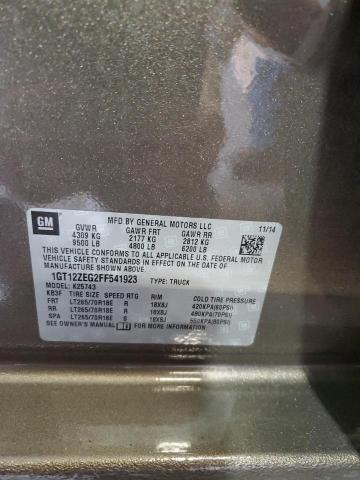 GM
MFD BY GENERAL MOTORS LLC
11/14
GVWR GAWR FRT GAWR RR
4309 KG 2177 KG 2812 KG
9500 LB 4800 LB 6200 LB
THIS VEHICLE CONFORMS TO ALL APPLICABLE U.S. FEDERAL MOTOR
VEHICLE SAFETY STANDARDS IN EFFECT ON THE DATE OF
MANUFACTURE SHOWN ABOVE.
1GT12ZEG2FF541923 TYPE: TRUCK
MODEL: K25743
KB3F TIRE SIZE SPEED RTG RIM COLD TIRE PRESSURE
FRT LT265/70R18E R 18X8J 420KPA(60PSI)
RR LT265/70R18E R 18X8J
SPA LT265/70R18E 18X8J 550KPA(80PSI)
SEE OWNER'S MANUAL FOR MORE INFORMATION